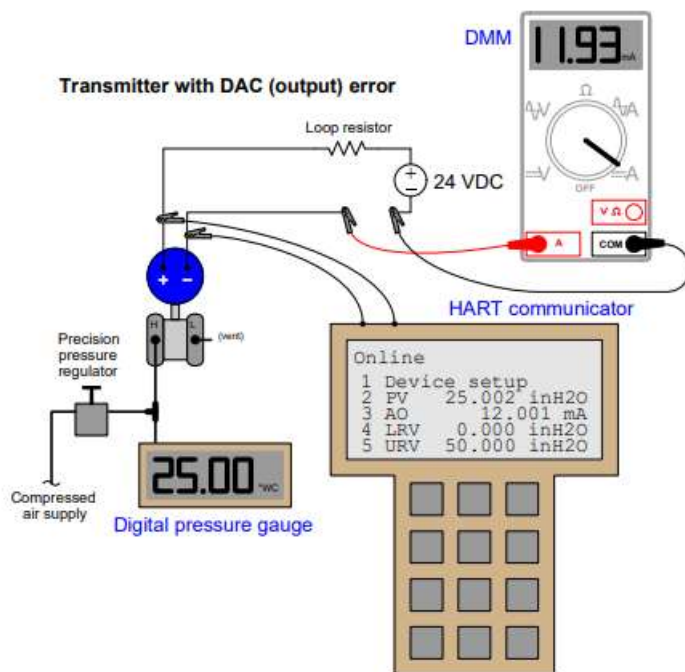 DMM
11.93 mA
Transmitter with DAC (output) error
Loop resistor
Ω
V
A
V
A
OFF
24 VDC
V Ω
A
COM
+
−
+ −
HART communicator
H
L
(vent)
Precision
pressure
regulator
Online
1 Device setup
2 PV 25.002 inH2O
3 AO 12.001 mA
4 LRV 0.000 inH2O
5 URV 50.000 inH2O
25.00 "WC
Compressed
air supply
Digital pressure gauge